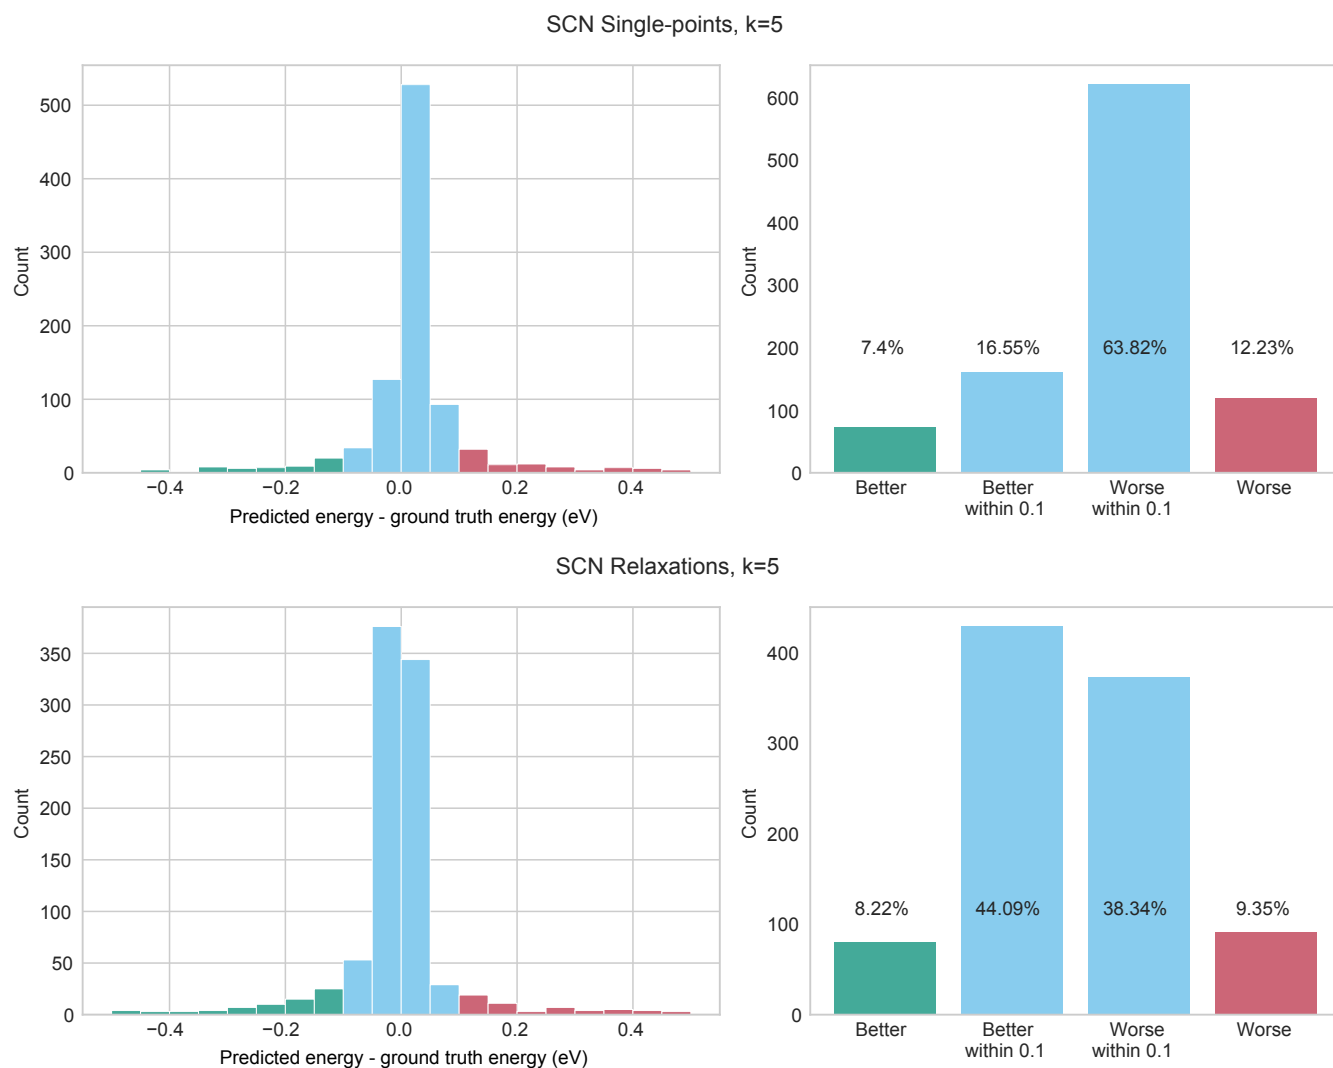 SCN Single-points, k=5
Count
500
400
300
200
100
0
−0.4
−0.2
0.0
0.2
0.4
Predicted energy - ground truth energy (eV)
Count
600
500
400
300
200
100
0
7.4%
16.55%
63.82%
12.23%
Better
Better
within 0.1
Worse
within 0.1
Worse
SCN Relaxations, k=5
Count
350
300
250
200
150
100
50
0
−0.4
−0.2
0.0
0.2
0.4
Predicted energy - ground truth energy (eV)
Count
400
300
200
100
0
8.22%
44.09%
38.34%
9.35%
Better
Better
within 0.1
Worse
within 0.1
Worse